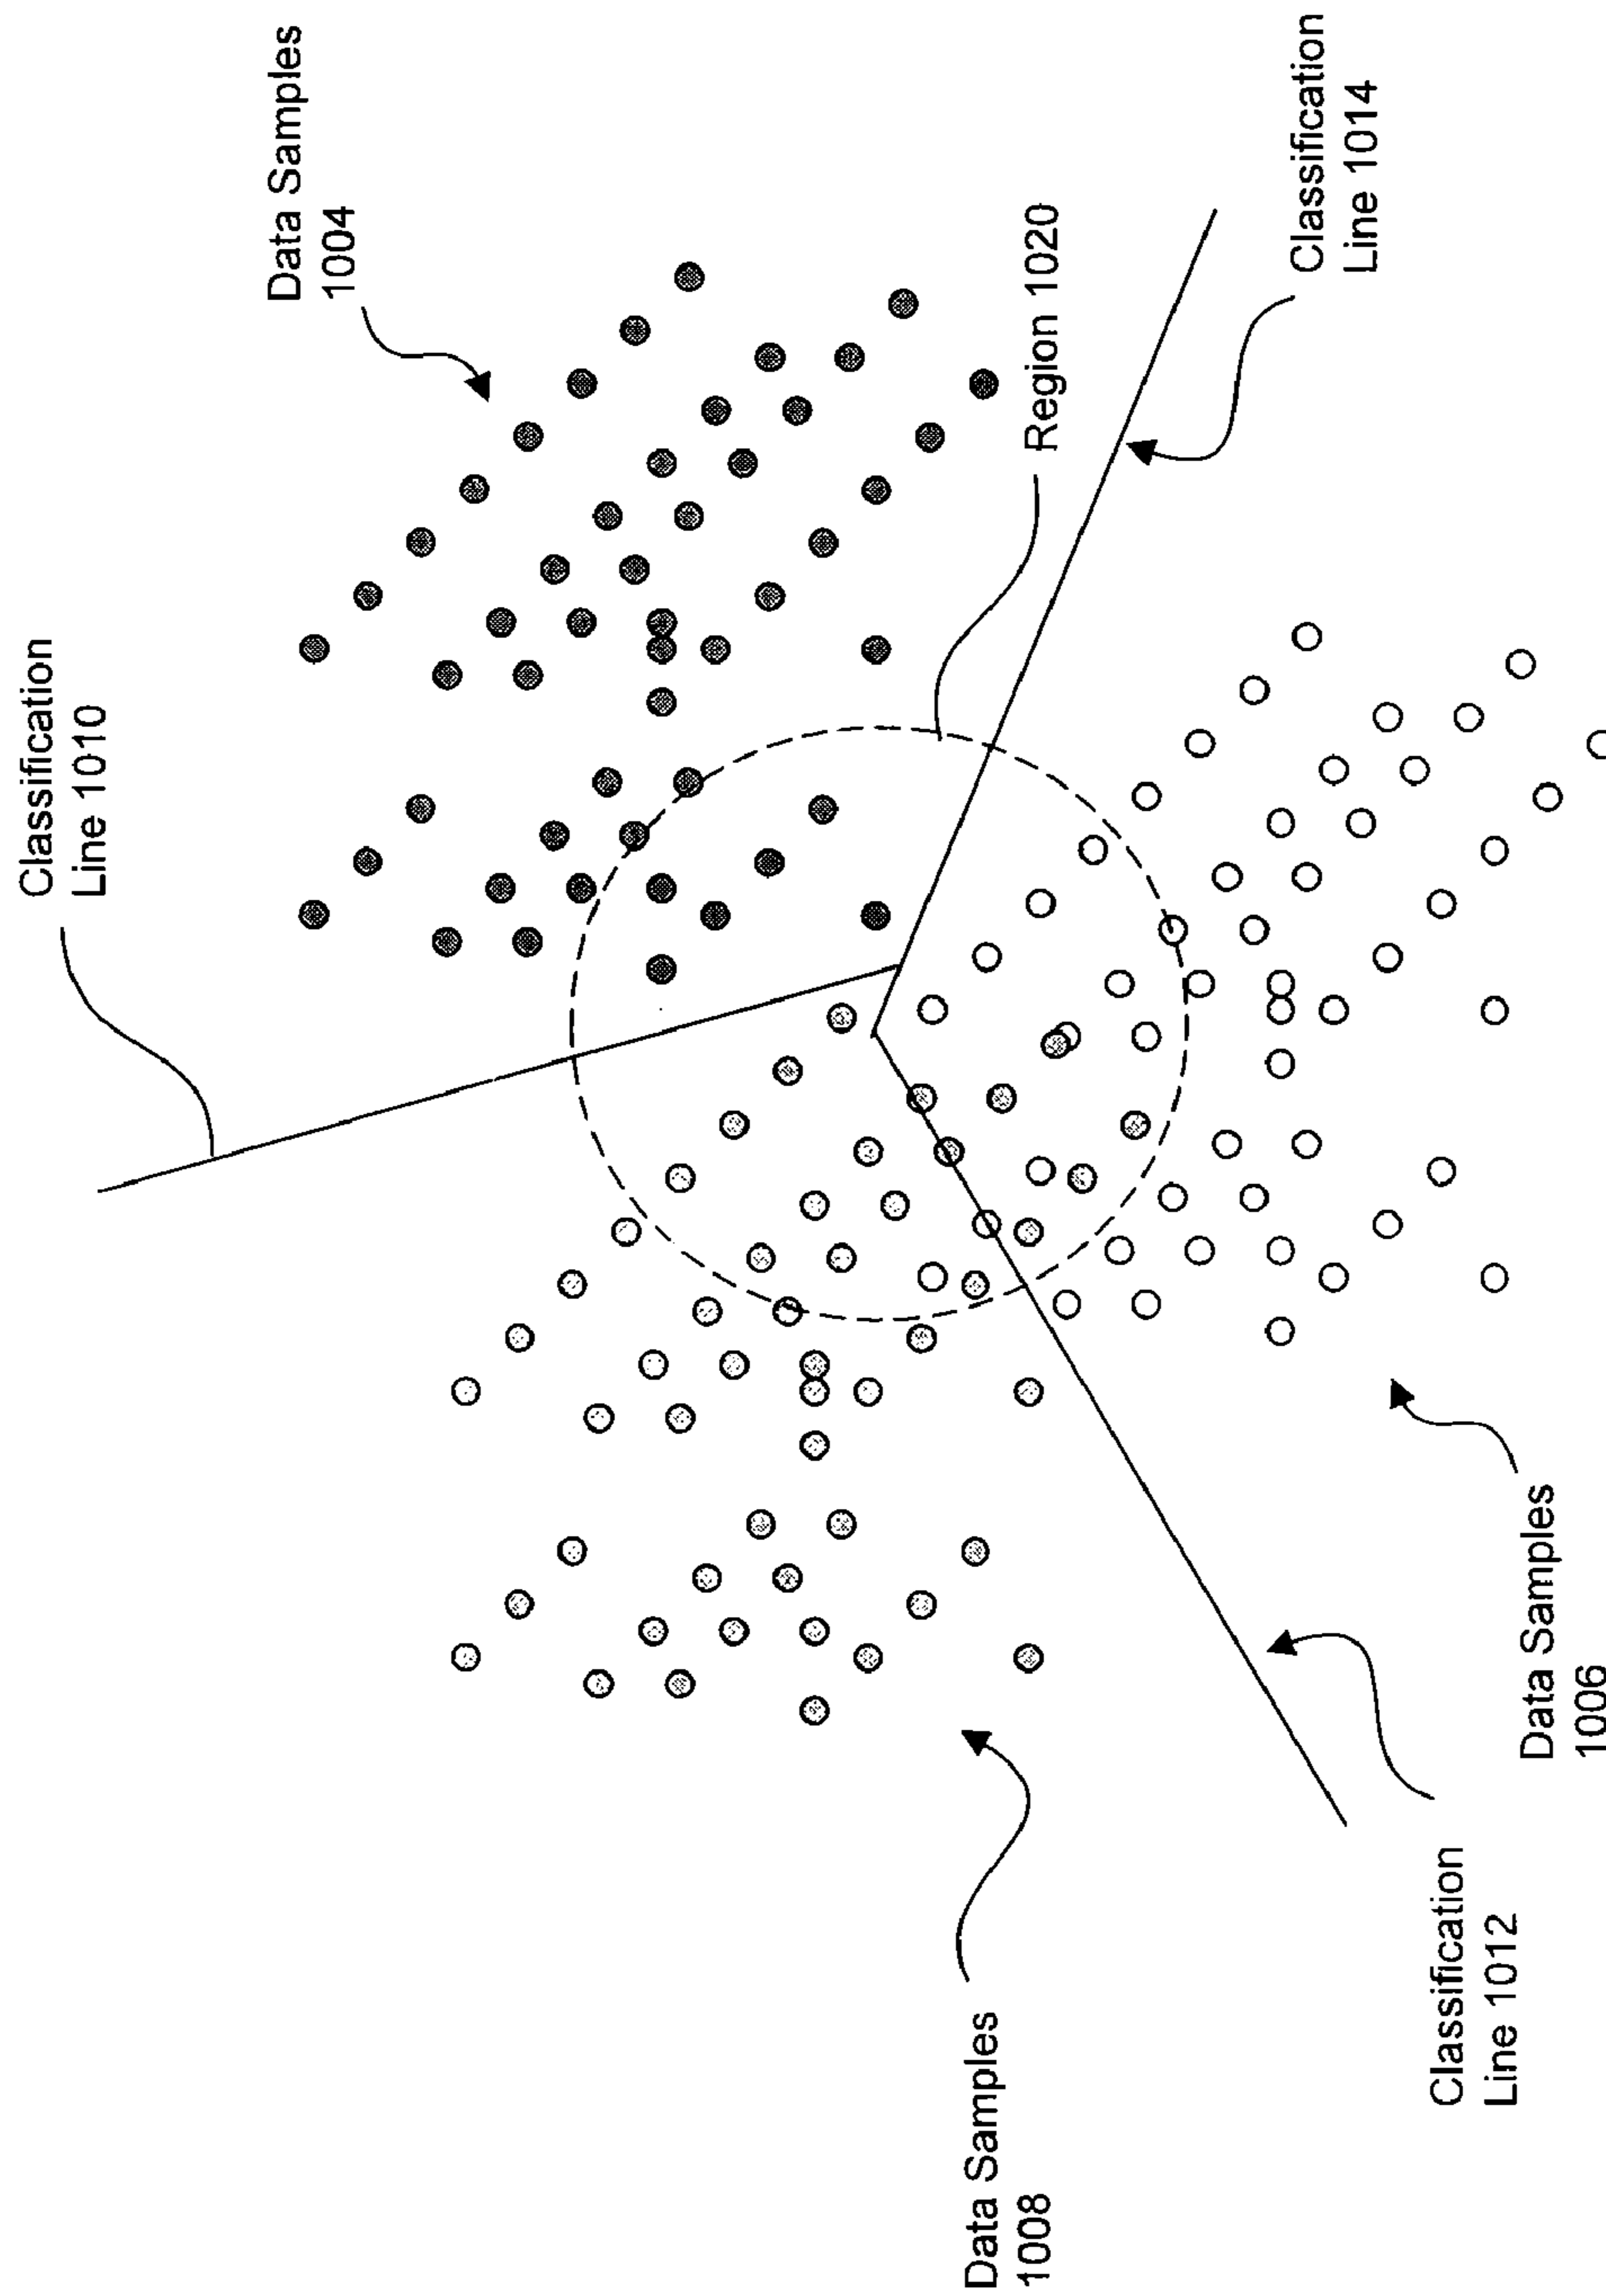 Classification
Line 1010
Data Samples
1004
Region 1020
Classification
Line 1014
Data Samples
1008
Classification
Line 1012
Data Samples
1006